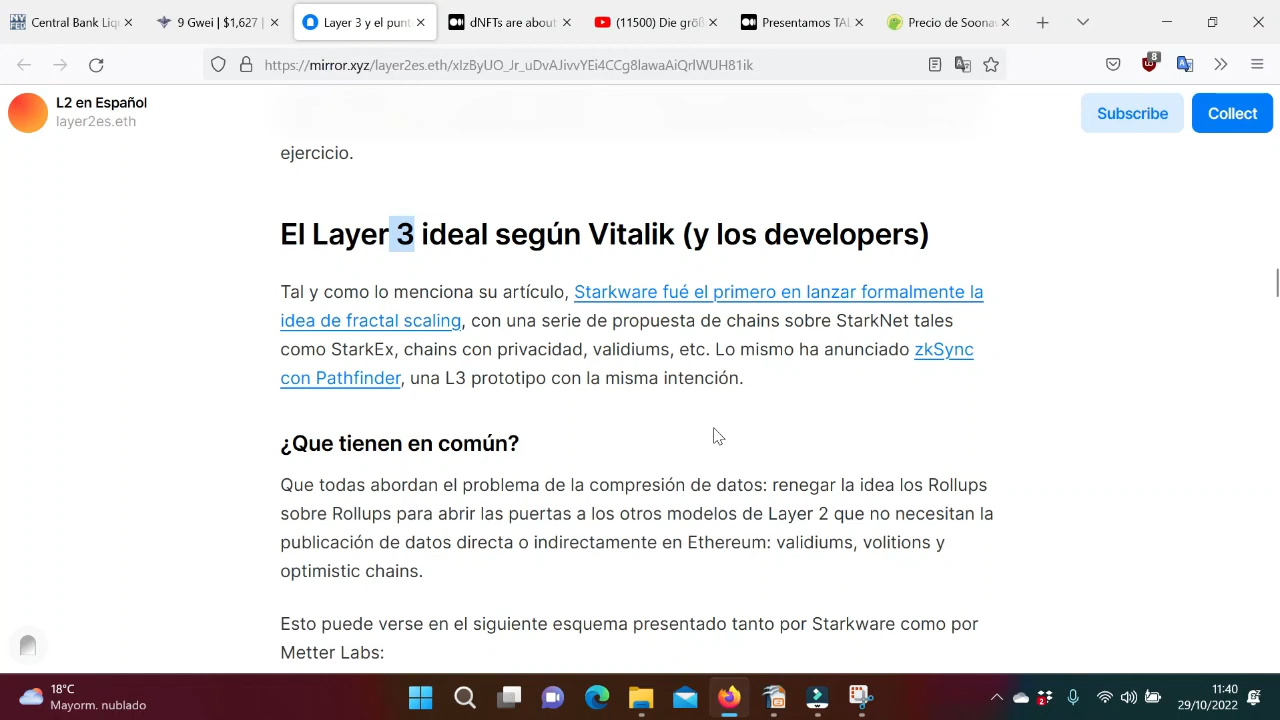 Central Bank Liq
9 Gwei | $1,627 |
Layer 3 y el punt
dNFTs are about
(11500) Die größ
Presentamos TAL
Precio de Soonav
https://mirror.xyz/layer2es.eth/
8
L2 en Español
layer2es.eth
Subscribe
Collect
ejercicio.
El Layer 3 ideal según Vitalik (y los developers)
Tal y como lo menciona su artículo, Starkware fué el primero en lanzar formalmente la
idea de fractal scaling, con una serie de propuesta de chains sobre StarkNet tales
como StarkEx, chains con privacidad, validiums, etc. Lo mismo ha anunciado zkSync
con Pathfinder, una L3 prototipo con la misma intención.
¿Que tienen en común?
Que todas abordan el problema de la compresión de datos: renegar la idea los Rollups
sobre Rollups para abrir las puertas a los otros modelos de Layer 2 que no necesitan la
publicación de datos directa o indirectamente en Ethereum: validiums, volitions y
optimistic chains.
Esto puede verse en el siguiente esquema presentado tanto por Starkware como por
Metter Labs:
18°C
Mayorm. nublado
11:40
29/10/2022